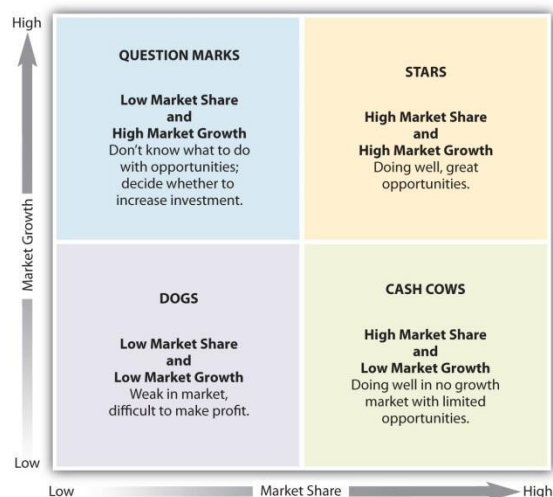 High
Market Growth
Low
QUESTION MARKS
Low Market Share
and
High Market Growth
Don't know what to do
with opportunities;
decide whether to
increase investment.
STARS
High Market Share
and
High Market Growth
Doing well, great
opportunities.
DOGS
Low Market Share
and
Low Market Growth
Weak in market,
difficult to make profit.
CASH COWS
High Market Share
and
Low Market Growth
Doing well in no growth
market with limited
opportunities.
Low
Market Share
High